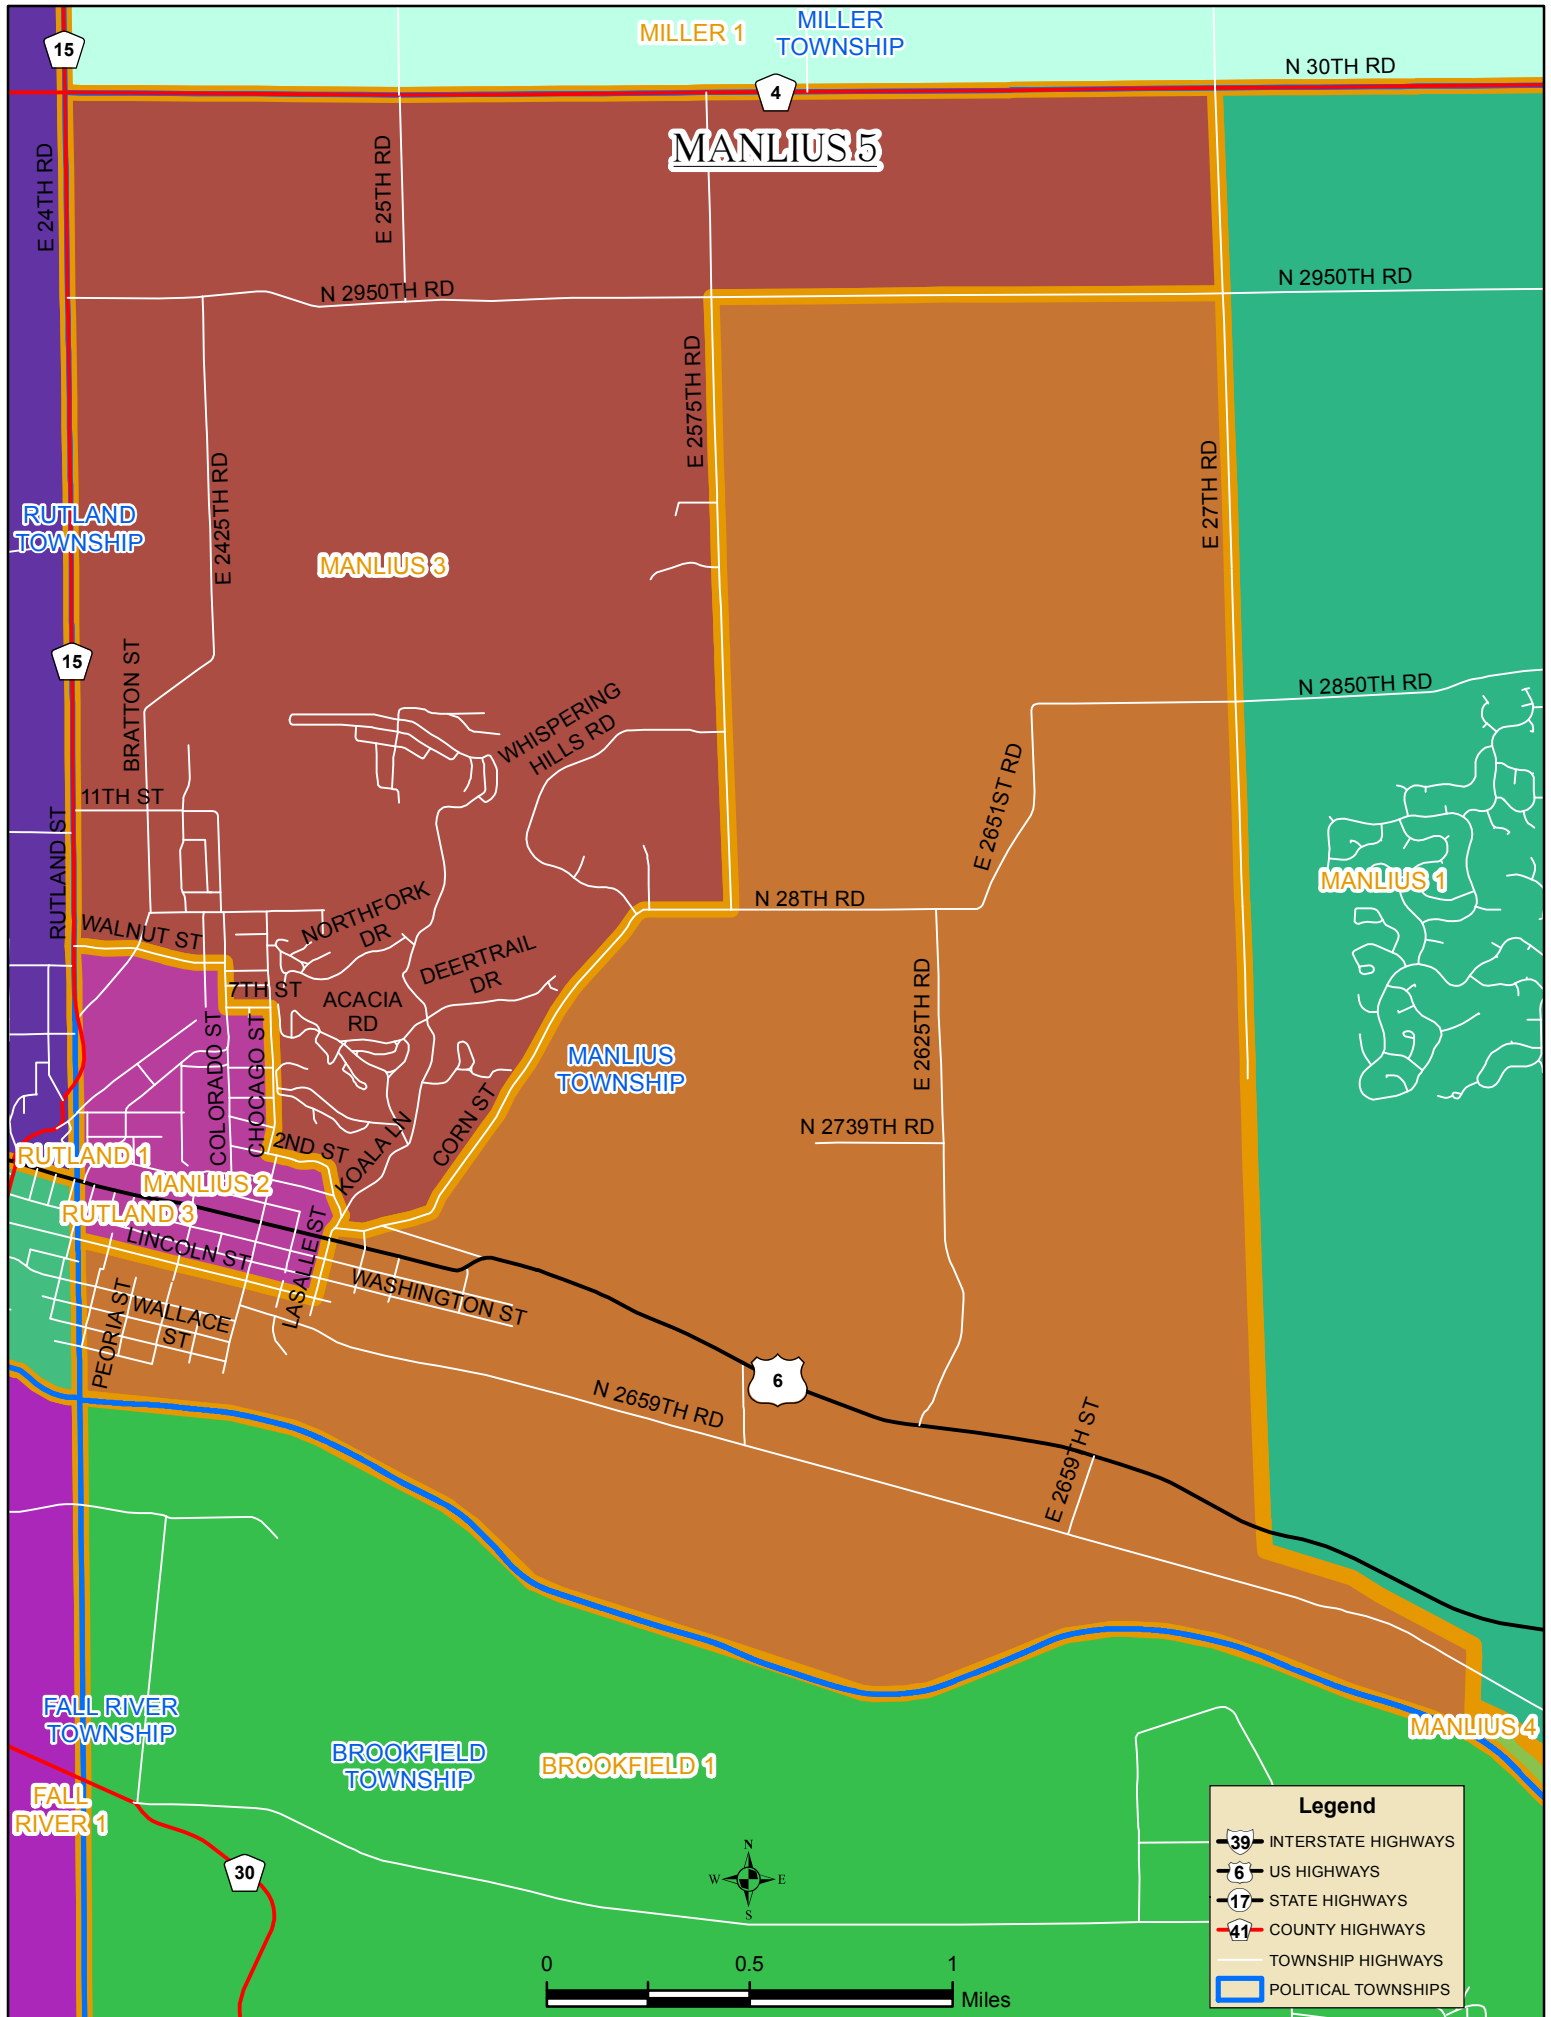 MILLER 1
MILLER
TOWNSHIP
15
N 30TH RD
4
MANLIUS 5
E 24TH RD
E 25TH RD
N 2950TH RD
N 2950TH RD
E 2575TH RD
E 2425TH RD
E 27TH RD
RUTLAND
TOWNSHIP
MANLIUS 3
15
BRATTON ST
N 2850TH RD
WHISPERING
HILLS RD
E 2651ST RD
11TH ST
RUTLAND ST
MANLIUS 1
N 28TH RD
NORTHFORK
DR
WALNUT ST
DEERTRAIL
DR
7TH ST
ACACIA
RD
E 2625TH RD
COLORADO ST
CHOCAGO ST
MANLIUS
TOWNSHIP
CORN ST
N 2739TH RD
2ND ST
KOALA LN
RUTLAND 1
MANLIUS 2
RUTLAND 3
LINCOLN ST
LASALLE ST
WASHINGTON ST
PEORIA ST
WALLACE
ST
6
N 2659TH RD
E 2659TH ST
FALL RIVER
TOWNSHIP
MANLIUS 4
BROOKFIELD
TOWNSHIP
BROOKFIELD 1
FALL
RIVER 1
30
N
W E
S
0 0.5 1
Miles
Legend
39 INTERSTATE HIGHWAYS
6 US HIGHWAYS
17 STATE HIGHWAYS
41 COUNTY HIGHWAYS
TOWNSHIP HIGHWAYS
POLITICAL TOWNSHIPS